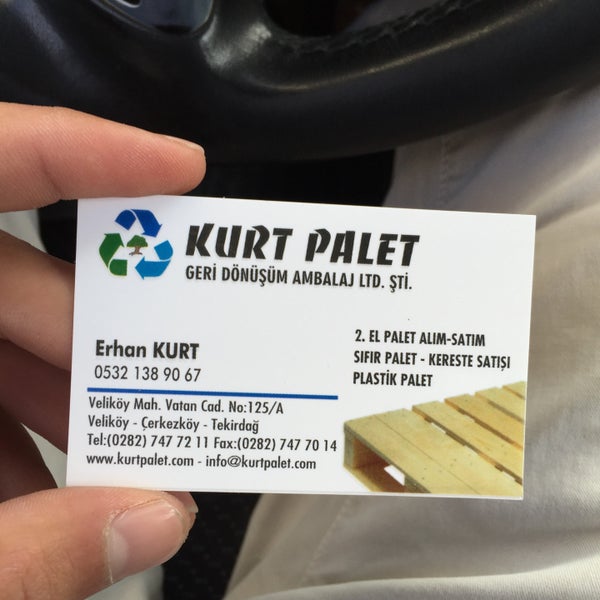 KURT PALET
GERİ DÖNÜŞÜM AMBALAJ LTD. ŞTİ.
2. EL PALET ALIM-SATIM
SIFIR PALET - KERESTE SATIŞI
PLASTİK PALET
Erhan KURT
0532 138 90 67
Veliköy Mah. Vatan Cad. No:125/A
Veliköy - Çerkezköy - Tekirdağ
Tel:(0282) 747 72 11 Fax:(0282) 747 70 14
www.kurtpalet.com - info@kurtpalet.com